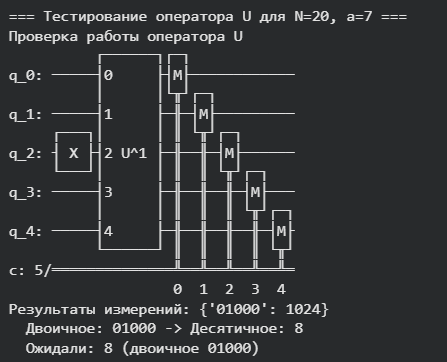 === Тестирование оператора U для N=20, a=7 ===
Проверка работы оператора U
q_0: 0 M
q_1: 1 M
q_2: X 2 U^1 M
q_3: 3 M
q_4: 4 M
c: 5/
0 1 2 3 4
Результаты измерений: {'01000': 1024}
Двоичное: 01000 -> Десятичное: 8
Ожидали: 8 (двоичное 01000)